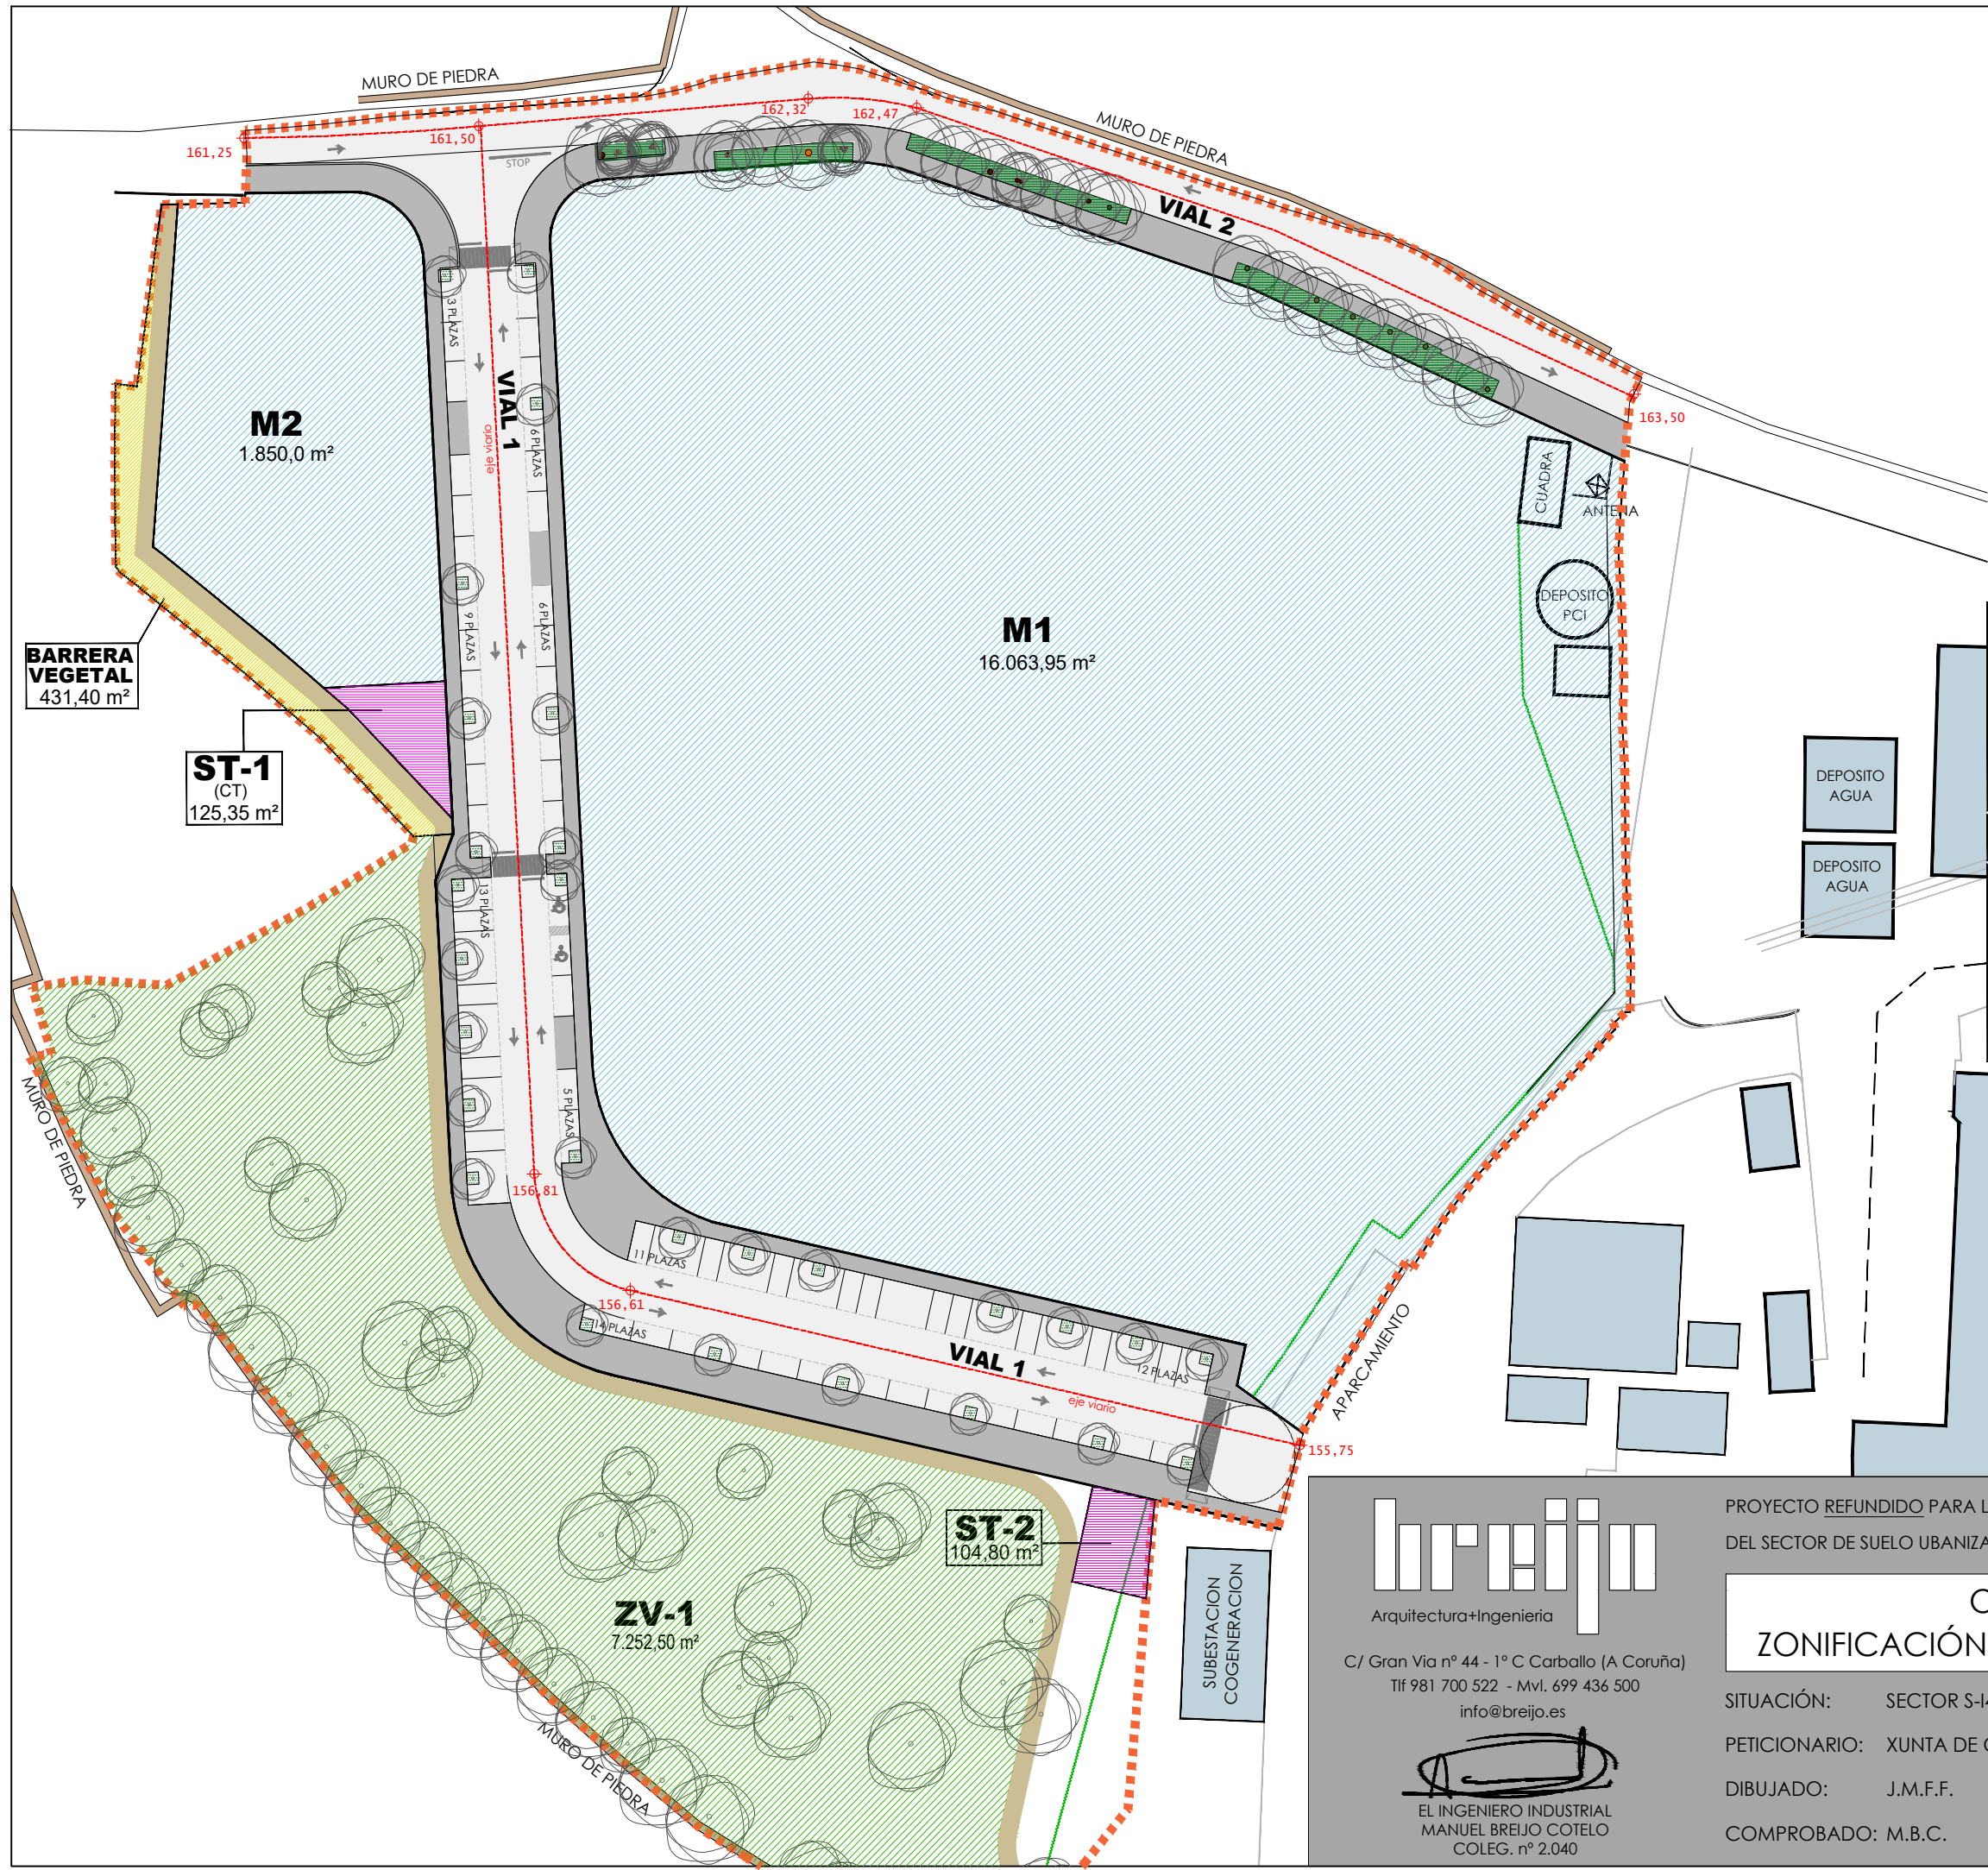 MURO DE PIEDRA
MURO DE PIEDRA
161,25
161,50
162,32
162,47
STOP
VIAL 2
163,50
3 PLAZAS
VIAL 1
eje viario
6 PLAZAS
M2
1.850,0 m²
CUADRA
ANTENA
DEPOSITO
PCI
9 PLAZAS
6 PLAZAS
M1
16.063,95 m²
BARRERA
VEGETAL
431,40 m²
ST-1
(CT)
125,35 m²
DEPOSITO
AGUA
DEPOSITO
AGUA
13 PLAZAS
5 PLAZAS
MURO DE PIEDRA
156,81
11 PLAZAS
156,61
14 PLAZAS
VIAL 1
12 PLAZAS
eje viario
APARCAMIENTO
155,75
ST-2
104,80 m²
ZV-1
7.252,50 m²
SUBESTACION
COGENERACION
MURO DE PIEDRA
breijo
Arquitectura+Ingenieria
C/ Gran Via nº 44 - 1º C Carballo (A Coruña)
Tlf 981 700 522 - Mvl. 699 436 500
info@breijo.es
EL INGENIERO INDUSTRIAL
MANUEL BREIJO COTELO
COLEG. nº 2.040
PROYECTO REFUNDIDO PARA L
DEL SECTOR DE SUELO UBANIZA
ZONIFICACIÓN
SITUACIÓN: SECTOR S-I4
PETICIONARIO: XUNTA DE
DIBUJADO: J.M.F.F.
COMPROBADO: M.B.C.